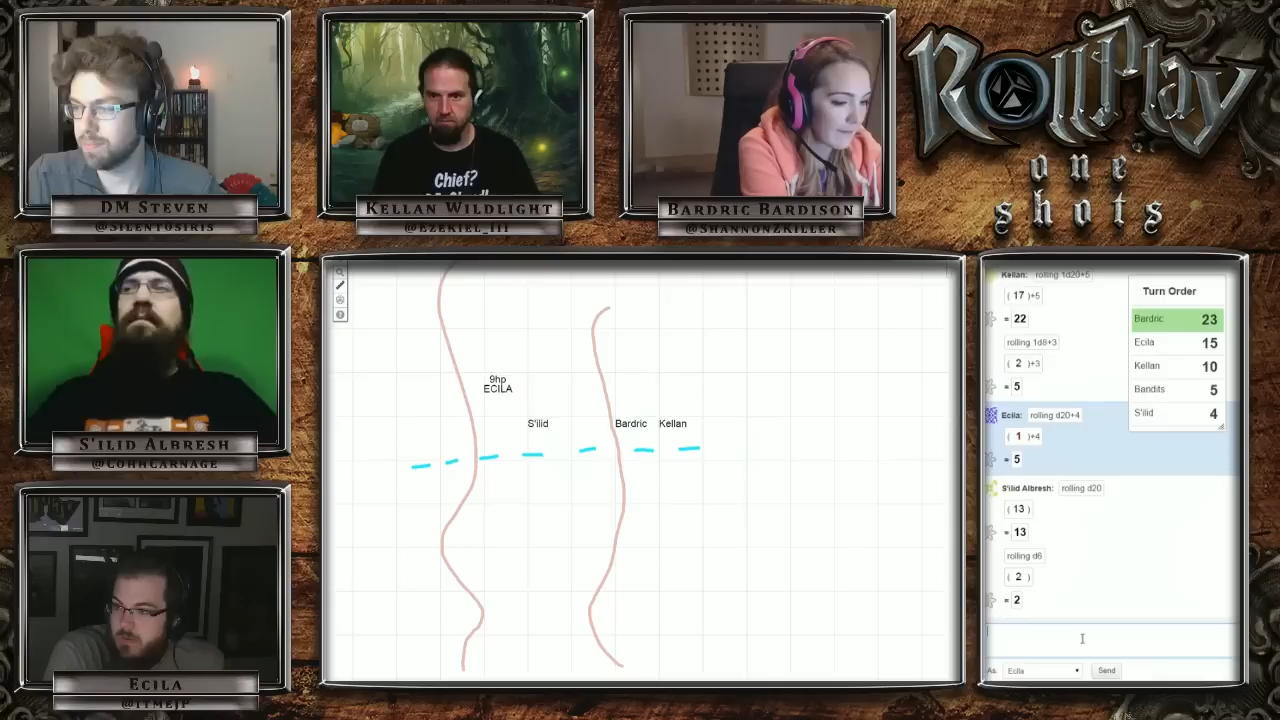 RollPlay
one
shots
DM Steven
@Silent0siris
Kellan Wildlight
@Ezekiel_III
Bardric Bardison
@Shannonzkiller
Chief?
S'ilid Albresh
@CohhCarnage
Ecila
@itmeJP
9hp
ECILA
S'ilid
Bardric
Kellan
Kellan: rolling 1d20+5
( 17 )+5
= 22
rolling 1d8+3
( 2 )+3
= 5
Ecila: rolling d20+4
( 1 )+4
= 5
S'ilid Albresh: rolling d20
( 13 )
= 13
rolling d6
( 2 )
= 2
As: Ecila
Send
Turn Order
Bardric 23
Ecila 15
Kellan 10
Bandits 5
S'ilid 4